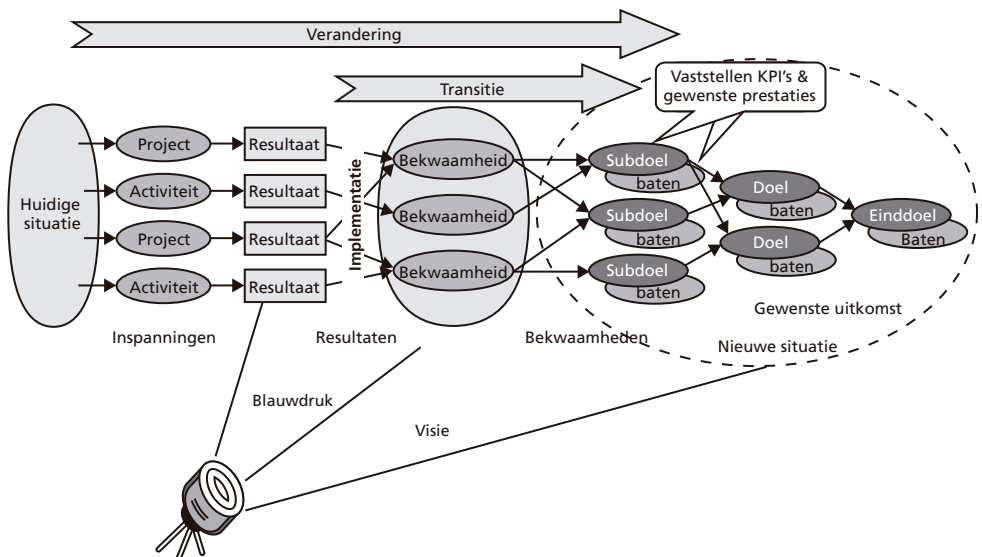 Verandering
Transitie
Vaststellen KPI's &
gewenste prestaties
Huidige
situatie
Project
Resultaat
Activiteit
Resultaat
Project
Resultaat
Activiteit
Resultaat
Implementatie
Bekwaamheid
Bekwaamheid
Bekwaamheid
Subdoel
baten
Subdoel
baten
Subdoel
baten
Doel
baten
Doel
baten
Einddoel
Baten
Gewenste uitkomst
Inspanningen
Resultaten
Bekwaamheden
Nieuwe situatie
Blauwdruk
Visie